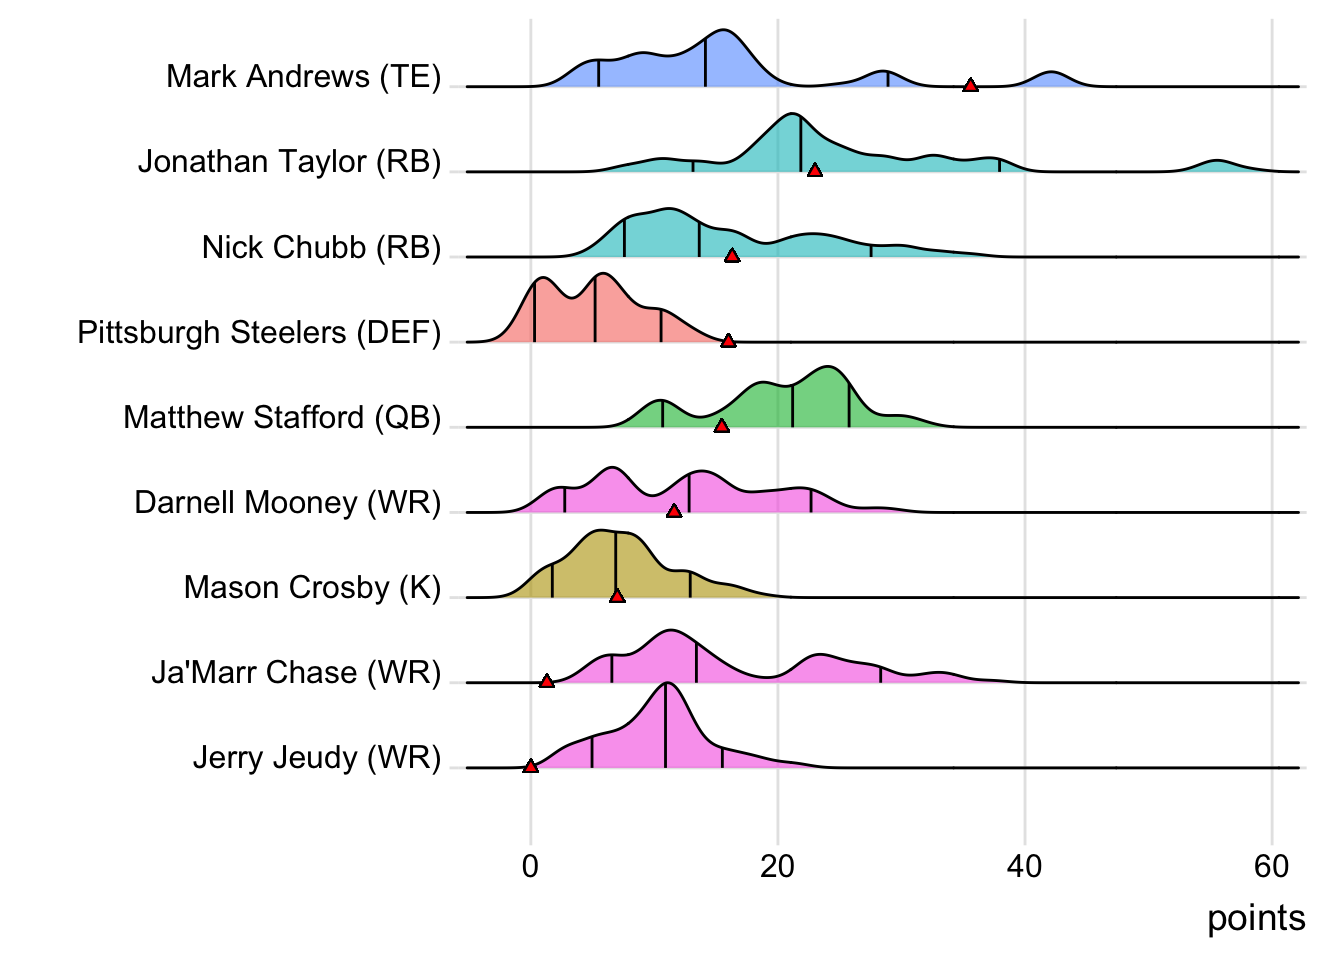 Mark Andrews (TE)
Jonathan Taylor (RB)
Nick Chubb (RB)
Pittsburgh Steelers (DEF)
Matthew Stafford (QB)
Darnell Mooney (WR)
Mason Crosby (K)
Ja'Marr Chase (WR)
Jerry Jeudy (WR)
0 20 40 60
points